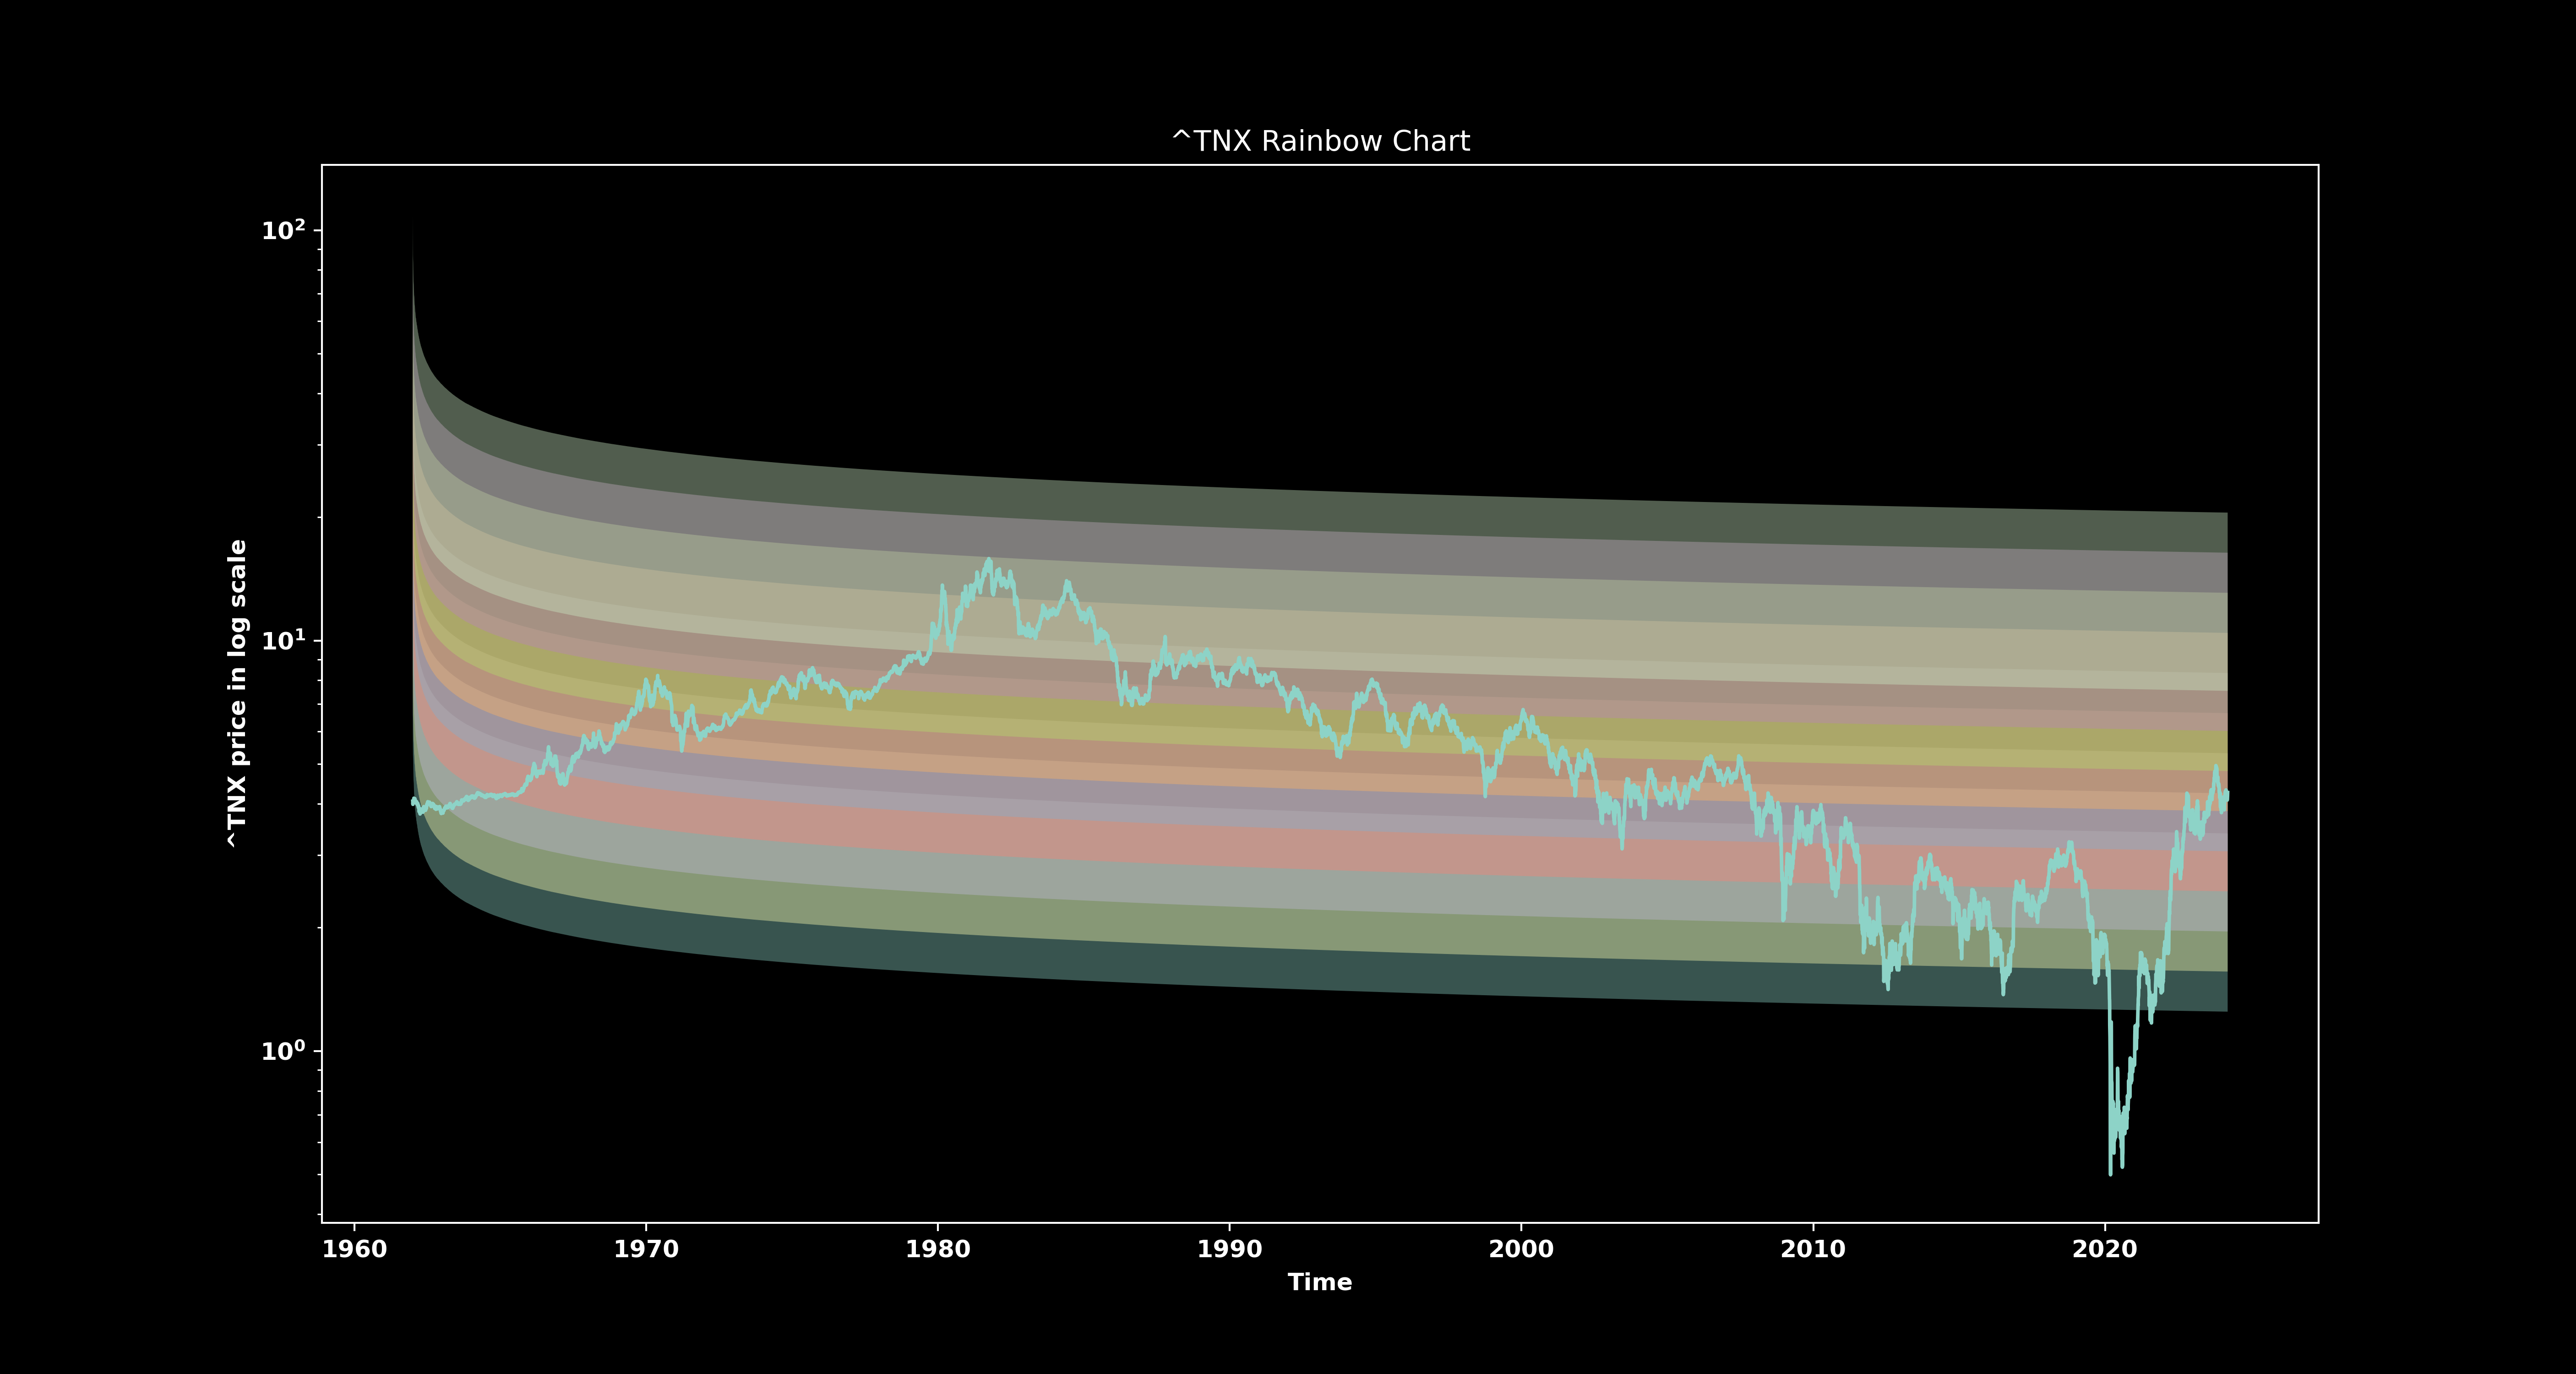 ^TNX Rainbow Chart
^TNX price in log scale
10²
10¹
10⁰
1960 1970 1980 1990 2000 2010 2020
Time